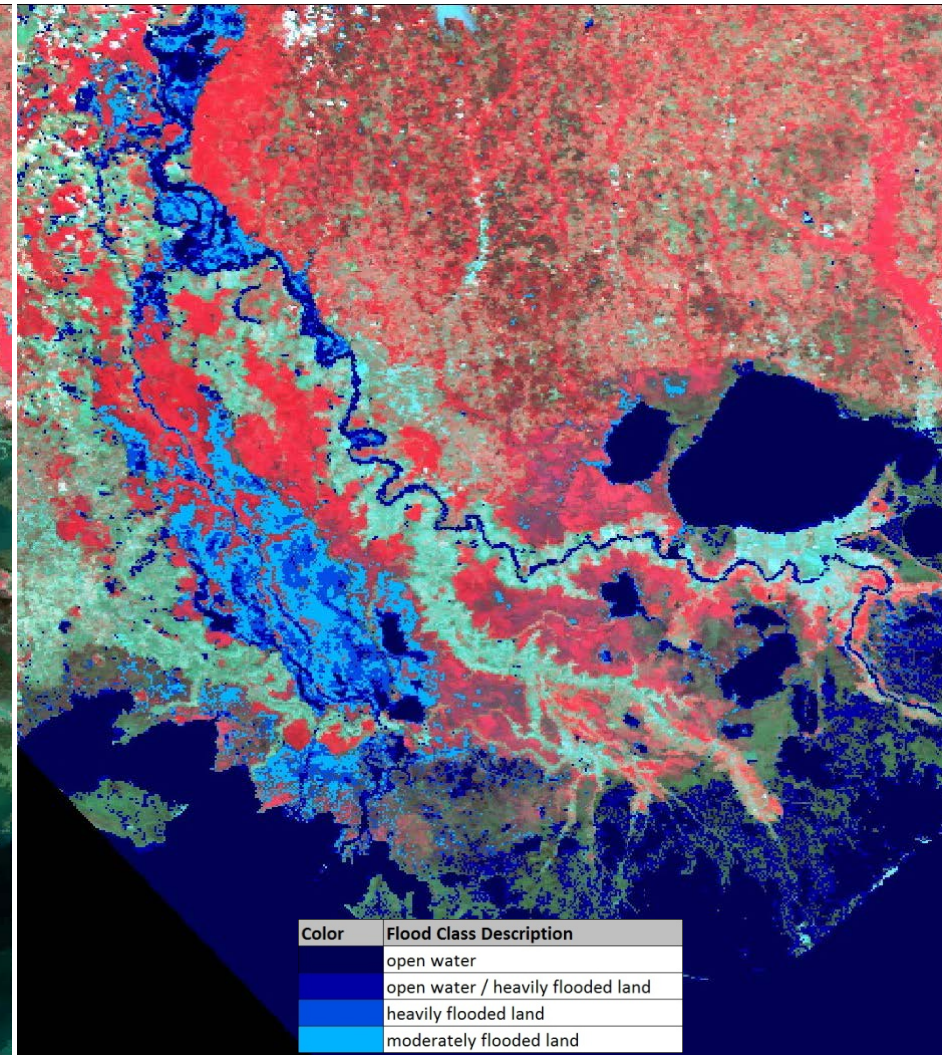 Color Flood Class Description
open water
open water / heavily flooded land
heavily flooded land
moderately flooded land